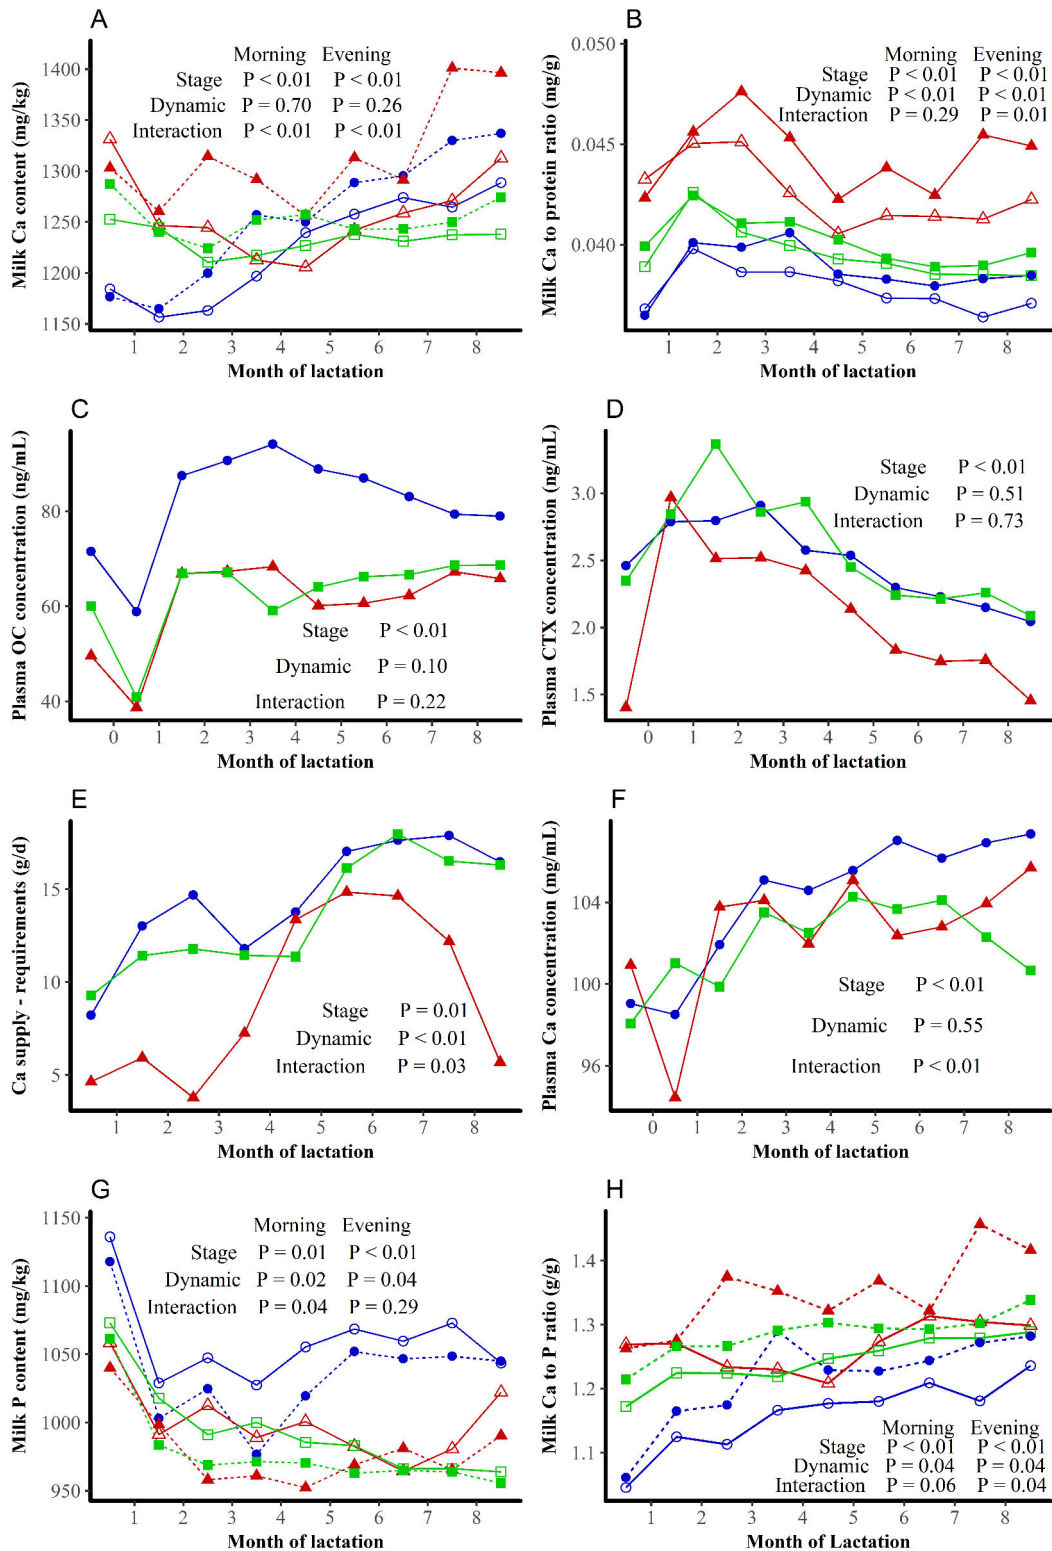 A
Morning Evening
Stage P < 0.01 P < 0.01
Dynamic P = 0.70 P = 0.26
Interaction P < 0.01 P < 0.01
Milk Ca content (mg/kg)
1400
1350
1300
1250
1200
1150
1 2 3 4 5 6 7 8
Month of lactation
B
Morning Evening
Stage P < 0.01 P < 0.01
Dynamic P < 0.01 P < 0.01
Interaction P = 0.29 P = 0.01
Milk Ca to protein ratio (mg/g)
0.050
0.045
0.040
1 2 3 4 5 6 7 8
Month of lactation
C
Plasma OC concentration (ng/mL)
80
60
40
Stage P < 0.01
Dynamic P = 0.10
Interaction P = 0.22
0 1 2 3 4 5 6 7 8
Month of lactation
D
Plasma CTX concentration (ng/mL)
3.0
2.5
2.0
1.5
Stage P < 0.01
Dynamic P = 0.51
Interaction P = 0.73
0 1 2 3 4 5 6 7 8
Month of lactation
E
Ca supply - requirements (g/d)
15
10
5
Stage P = 0.01
Dynamic P < 0.01
Interaction P = 0.03
1 2 3 4 5 6 7 8
Month of lactation
F
Plasma Ca concentration (mg/mL)
104
100
96
Stage P < 0.01
Dynamic P = 0.55
Interaction P < 0.01
0 1 2 3 4 5 6 7 8
Month of lactation
G
Morning Evening
Stage P = 0.01 P < 0.01
Dynamic P = 0.02 P = 0.04
Interaction P = 0.04 P = 0.29
Milk P content (mg/kg)
1150
1100
1050
1000
950
1 2 3 4 5 6 7 8
Month of lactation
H
Milk Ca to P ratio (g/g)
1.4
1.3
1.2
1.1
Morning Evening
Stage P < 0.01 P < 0.01
Dynamic P = 0.04 P = 0.04
Interaction P = 0.06 P = 0.04
1 2 3 4 5 6 7 8
Month of Lactation